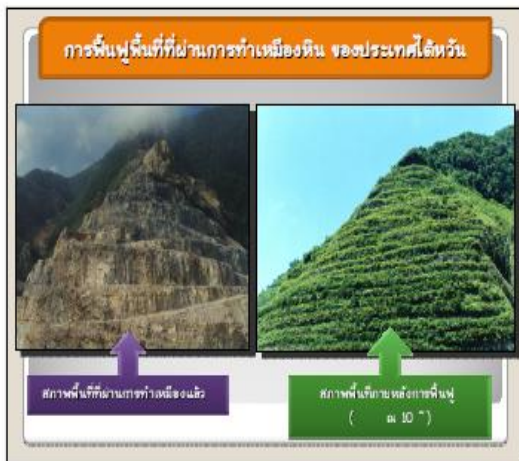 การฟื้นฟูพื้นที่ที่ผ่านการทำเหมืองหิน ของประเทศไต้หวัน
สภาพพื้นที่ที่ผ่านการทำเหมืองแล้ว
สภาพพื้นที่ภายหลังการฟื้นฟู
( ณ 10 )